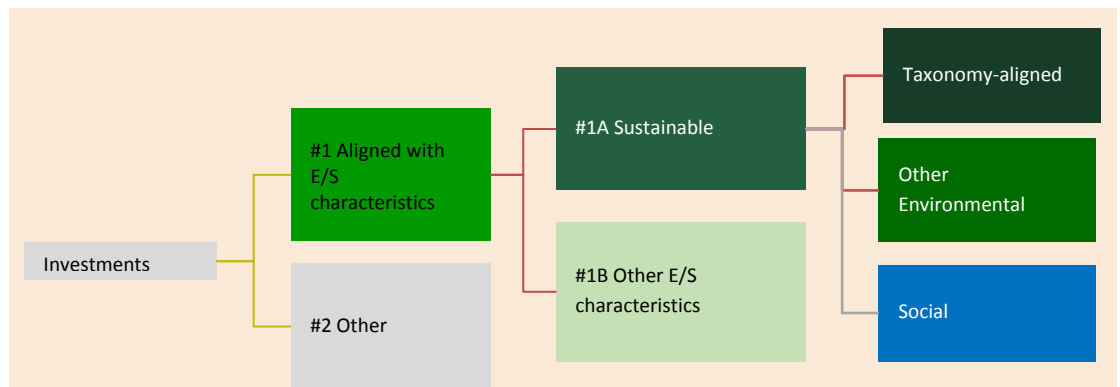 Investments
#1 Aligned with
E/S
characteristics
#2 Other
#1A Sustainable
#1B Other E/S
characteristics
Taxonomy-aligned
Other
Environmental
Social